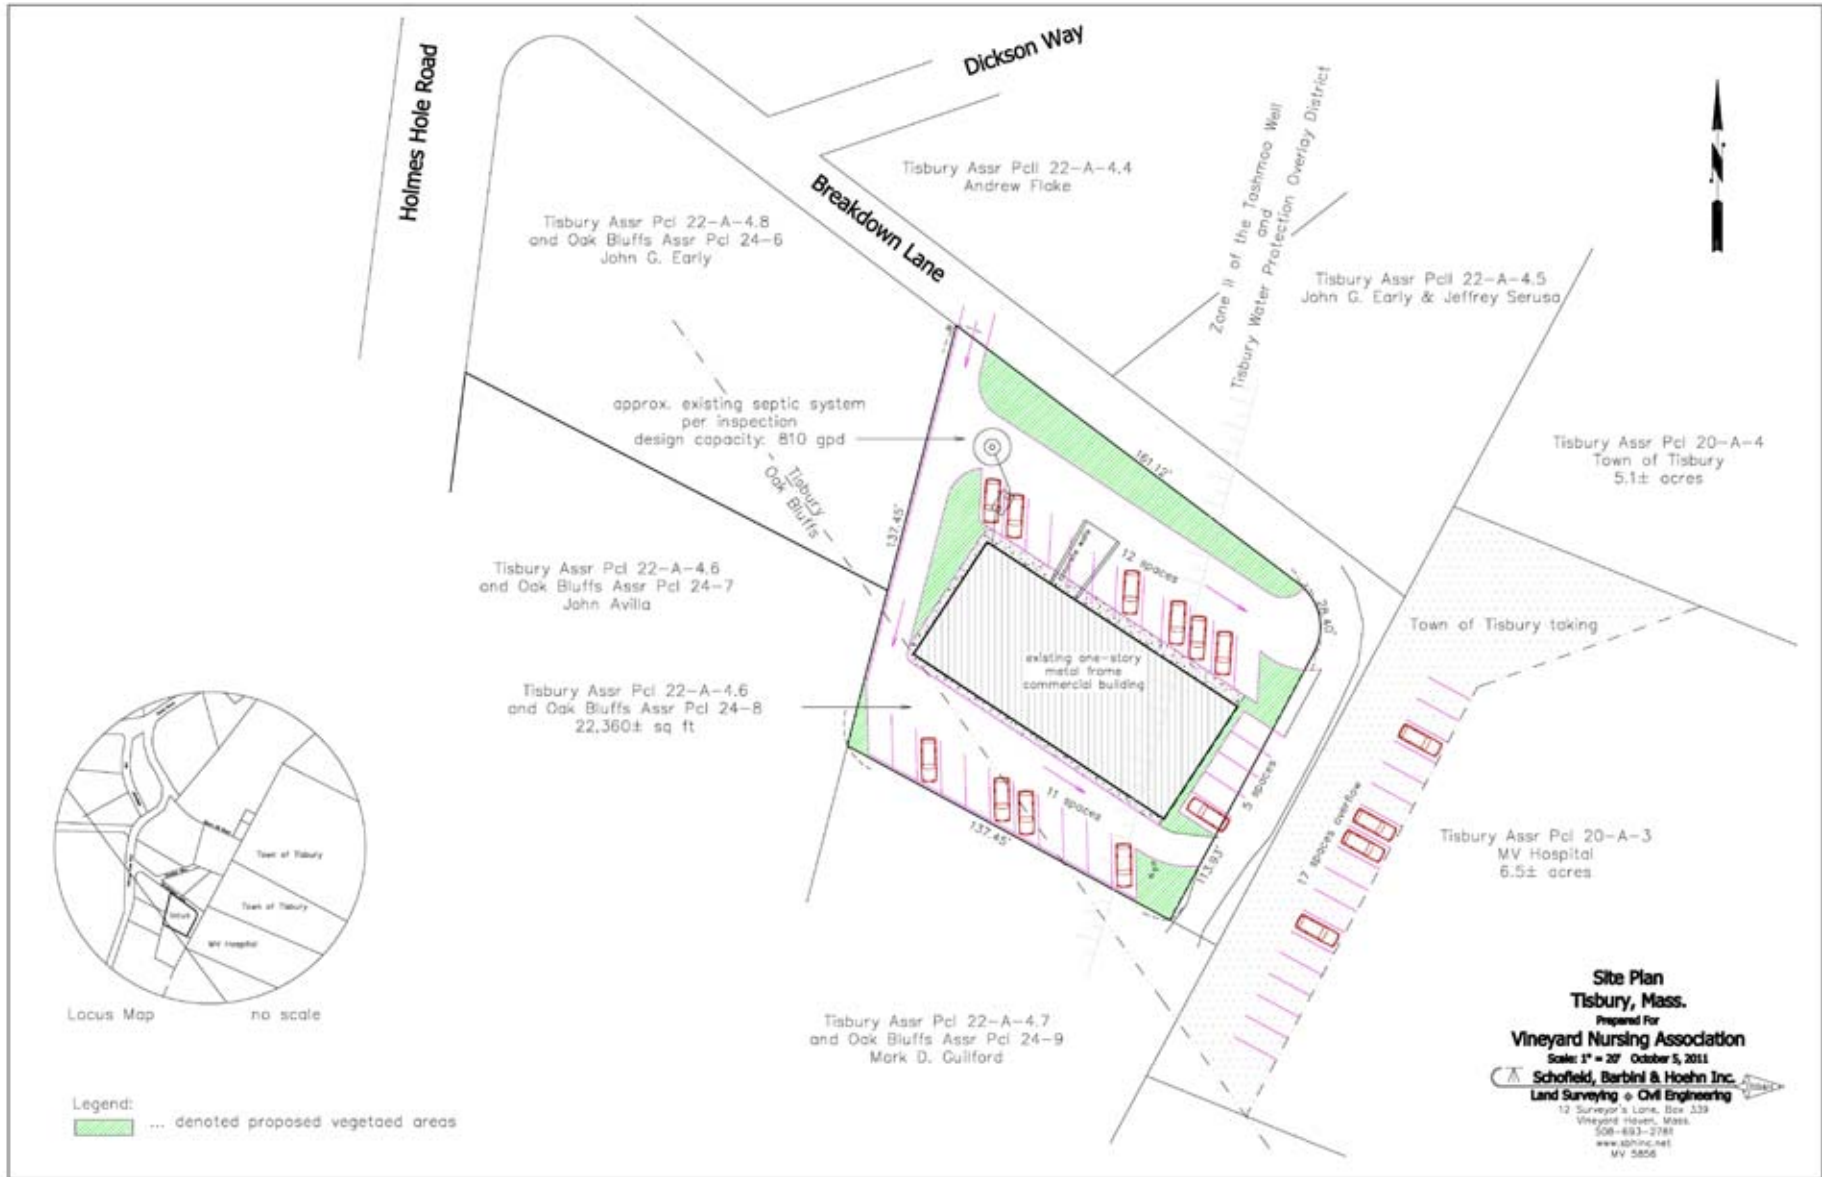 Holmes Hole Road
Dickson Way
Breakdown Lane
Tisbury Assr Pcll 22-A-4.4
Andrew Flake
Zone II of the Tashmoo Well
and
Tisbury Water Protection Overlay District
Tisbury Assr Pcl 22-A-4.8
and Oak Bluffs Assr Pcl 24-6
John G. Early
Tisbury Assr Pcll 22-A-4.5
John G. Early & Jeffrey Serusa
approx. existing septic system
per inspection
design capacity: 810 gpd
Tisbury
Oak Bluffs
161.12'
137.45'
Tisbury Assr Pcl 20-A-4
Town of Tisbury
5.1± acres
Tisbury Assr Pcl 22-A-4.6
and Oak Bluffs Assr Pcl 24-7
John Avilla
concrete walk
12 spaces
28.40'
Town of Tisbury taking
existing one-story
metal frame
commercial building
Tisbury Assr Pcl 22-A-4.6
and Oak Bluffs Assr Pcl 24-8
22,360± sq ft
11 spaces
5 spaces
17 spaces overflow
137.45'
113.93'
Tisbury Assr Pcl 20-A-3
MV Hospital
6.5± acres
Town of Tisbury
Town of Tisbury
locus
MV Hospital
Locus Map
no scale
Tisbury Assr Pcl 22-A-4.7
and Oak Bluffs Assr Pcl 24-9
Mark D. Guilford
Legend:
... denoted proposed vegetaed areas
Site Plan
Tisbury, Mass.
Prepared For
Vineyard Nursing Association
Scale: 1" = 20' October 5, 2011
Schofield, Barbini & Hoehn Inc.
Land Surveying Civil Engineering
12 Surveyor's Lane, Box 339
Vineyard Haven, Mass.
508-693-2781
www.sbhinc.net
MV 5856